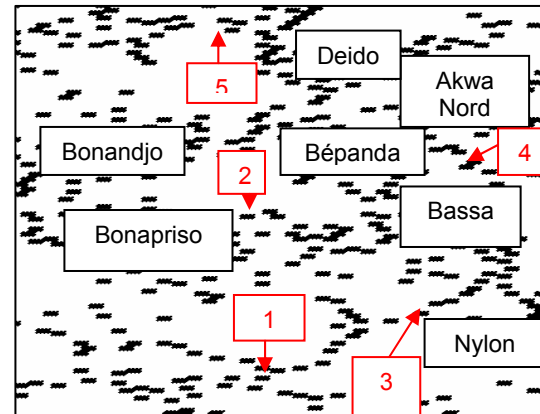 Deido
5
Akwa
Nord
Bonandjo
Bépanda
4
2
Bassa
Bonapriso
1
Nylon
3